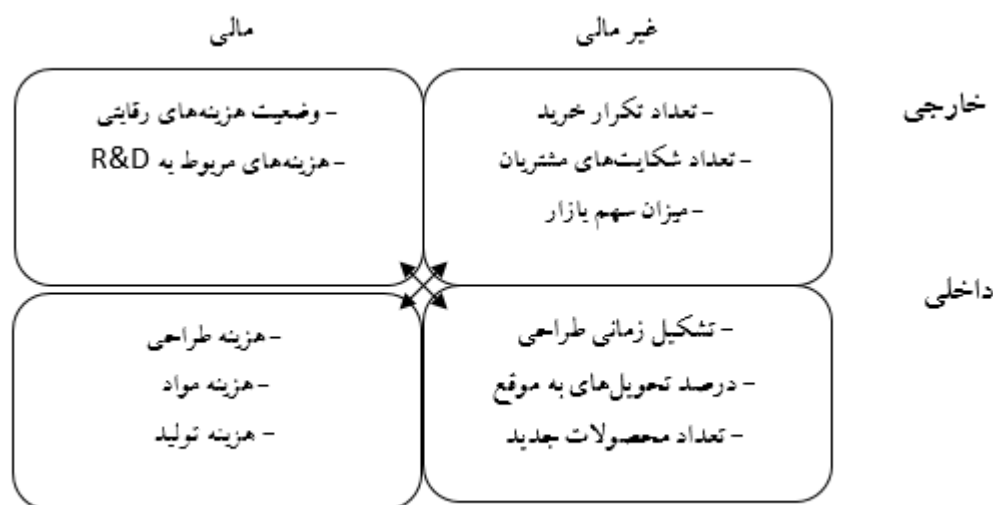 غیر مالی
مالی
خارجی
- تعداد تکرار خرید
- تعداد شکایت‌های مشتریان
- میزان سهم بازار
- وضعیت هزینه‌های رقابتی
- هزینه‌های مربوط به R&D
داخلی
- تشکیل زمانی طراحی
- درصد تحویل‌های به موقع
- تعداد محصولات جدید
- هزینه طراحی
- هزینه مواد
- هزینه تولید